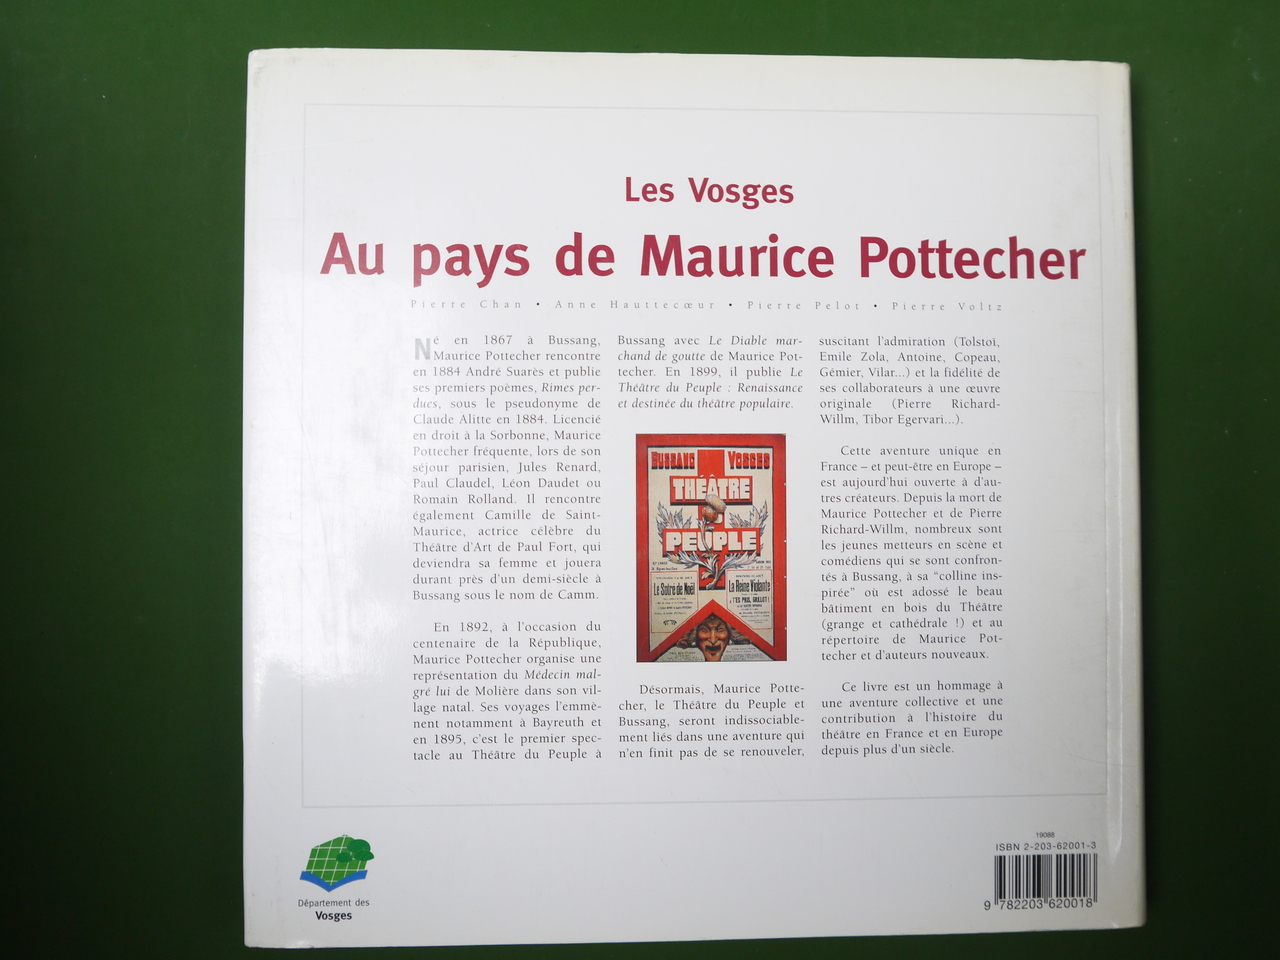 Les Vosges
Au pays de Maurice Pottecher
Pierre Chan • Anne Hauttecœur • Pierre Pelot • Pierre Voltz
Né en 1867 à Bussang,
Maurice Pottecher rencontre
en 1884 André Suarès et publie
ses premiers poèmes, Rimes per-
dues, sous le pseudonyme de
Claude Alitte en 1884. Licencié
en droit à la Sorbonne, Maurice
Pottecher fréquente, lors de son
séjour parisien, Jules Renard,
Paul Claudel, Léon Daudet ou
Romain Rolland. Il rencontre
également Camille de Saint-
Maurice, actrice célèbre du
Théâtre d'Art de Paul Fort, qui
deviendra sa femme et jouera
durant près d'un demi-siècle à
Bussang sous le nom de Camm.
En 1892, à l'occasion du
centenaire de la République,
Maurice Pottecher organise une
représentation du Médecin mal-
gré lui de Molière dans son vil-
lage natal. Ses voyages l'emmè-
nent notamment à Bayreuth et
en 1895, c'est le premier spec-
tacle au Théâtre du Peuple à
Bussang avec Le Diable mar-
chand de goutte de Maurice Pot-
techer. En 1899, il publie Le
Théâtre du Peuple : Renaissance
et destinée du théâtre populaire.
BUSSANG VOSGES
THÉÂTRE
DU
PEUPLE
Le Sotré de Noël
La Reine Violante
Désormais, Maurice Potte-
cher, le Théâtre du Peuple et
Bussang, seront indissociable-
ment liés dans une aventure qui
n'en finit pas de se renouveler,
suscitant l'admiration (Tolstoï,
Emile Zola, Antoine, Copeau,
Gémier, Vilar...) et la fidélité de
ses collaborateurs à une œuvre
originale (Pierre Richard-
Willm, Tibor Egervari...).
Cette aventure unique en
France – et peut-être en Europe –
est aujourd'hui ouverte à d'au-
tres créateurs. Depuis la mort de
Maurice Pottecher et de Pierre
Richard-Willm, nombreux sont
les jeunes metteurs en scène et
comédiens qui se sont confron-
tés à Bussang, à sa "colline ins-
pirée" où est adossé le beau
bâtiment en bois du Théâtre
(grange et cathédrale !) et au
répertoire de Maurice Pot-
techer et d'auteurs nouveaux.
Ce livre est un hommage à
une aventure collective et une
contribution à l'histoire du
théâtre en France et en Europe
depuis plus d'un siècle.
Département des
Vosges
19088
ISBN 2-203-62001-3
9 782203 620018